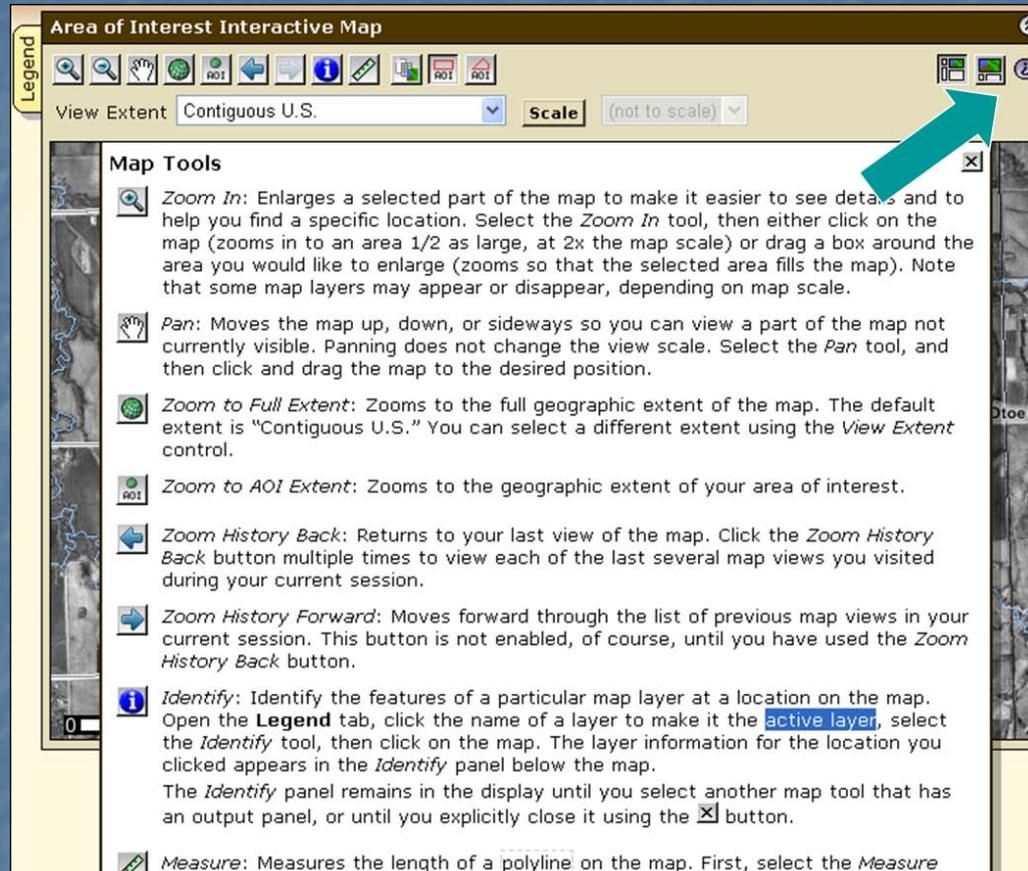 Area of Interest Interactive Map
Legend
AOI
AOI
AOI
View Extent
Contiguous U.S.
Scale
(not to scale)
Map Tools
Zoom In: Enlarges a selected part of the map to make it easier to see details and to
help you find a specific location. Select the Zoom In tool, then either click on the
map (zooms in to an area 1/2 as large, at 2x the map scale) or drag a box around the
area you would like to enlarge (zooms so that the selected area fills the map). Note
that some map layers may appear or disappear, depending on map scale.
Pan: Moves the map up, down, or sideways so you can view a part of the map not
currently visible. Panning does not change the view scale. Select the Pan tool, and
then click and drag the map to the desired position.
Zoom to Full Extent: Zooms to the full geographic extent of the map. The default
extent is "Contiguous U.S." You can select a different extent using the View Extent
control.
Otoe
AOI
Zoom to AOI Extent: Zooms to the geographic extent of your area of interest.
Zoom History Back: Returns to your last view of the map. Click the Zoom History
Back button multiple times to view each of the last several map views you visited
during your current session.
Zoom History Forward: Moves forward through the list of previous map views in your
current session. This button is not enabled, of course, until you have used the Zoom
History Back button.
Identify: Identify the features of a particular map layer at a location on the map.
Open the Legend tab, click the name of a layer to make it the active layer, select
the Identify tool, then click on the map. The layer information for the location you
clicked appears in the Identify panel below the map.
0
The Identify panel remains in the display until you select another map tool that has
an output panel, or until you explicitly close it using the button.
Measure: Measures the length of a polyline on the map. First, select the Measure